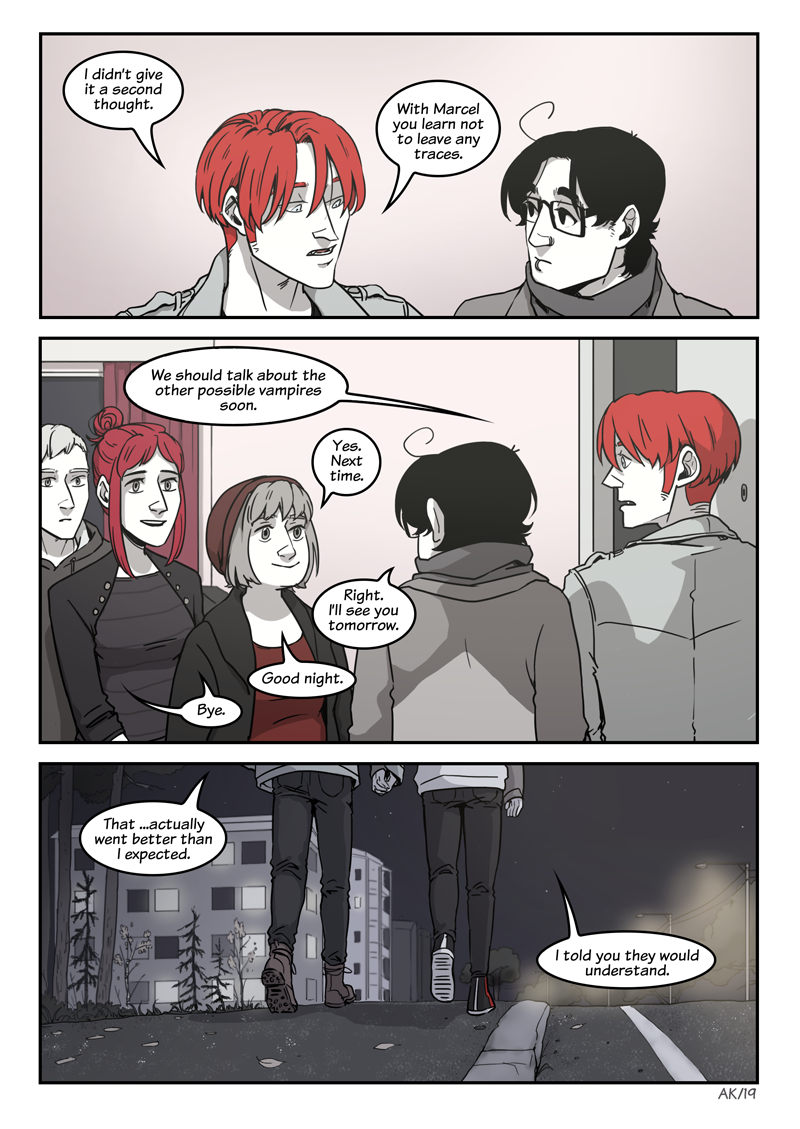 I didn't give
it a second
thought.
With Marcel
you learn not
to leave any
traces.
We should talk about the
other possible vampires
soon.
Yes.
Next
time.
Right.
I'll see you
tomorrow.
Good night.
Bye.
That ...actually
went better than
I expected.
I told you they would
understand.
AK/19